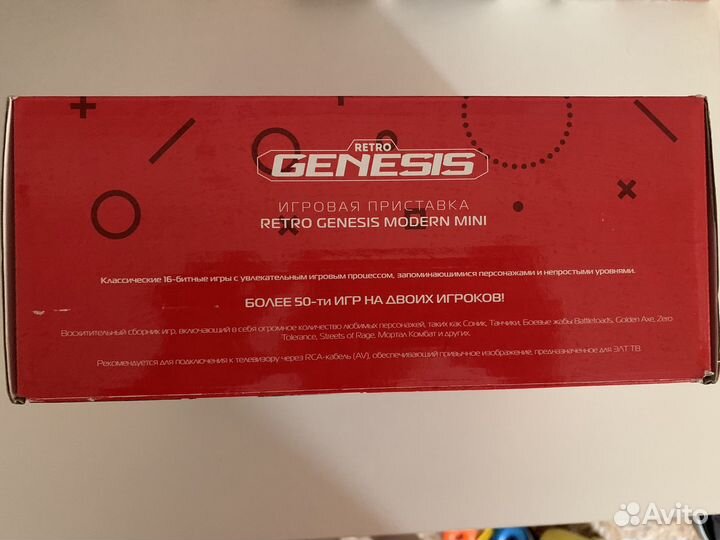 RETRO
GENESIS
ИГРОВАЯ ПРИСТАВКА
RETRO GENESIS MODERN MINI
Классические 16-битные игры с увлекательным игровым процессом, запоминающимися персонажами и непростыми уровнями.
БОЛЕЕ 50-ти ИГР НА ДВОИХ ИГРОКОВ!
Восхитительный сборник игр, включающий в себя огромное количество любимых персонажей, таких как Соник, Танчики, Боевые жабы Battletoads, Golden Axe, Zero
Tolerance, Streets of Rage, Мортал Комбат и других.
Рекомендуется для подключения к телевизору через RCA-кабель (AV), обеспечивающий привычное изображение, предназначенное для ЭЛТ ТВ.
Avito